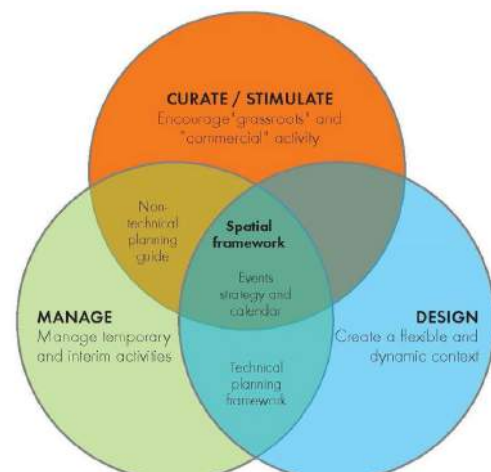 CURATE / STIMULATE
Encourage "grassroots" and
"commercial" activity
Non-
technical
planning
guide
Spatial
framework
Events
strategy and
calendar
MANAGE
Manage temporary
and interim activities
DESIGN
Create a flexible and
dynamic context
Technical
planning
framework